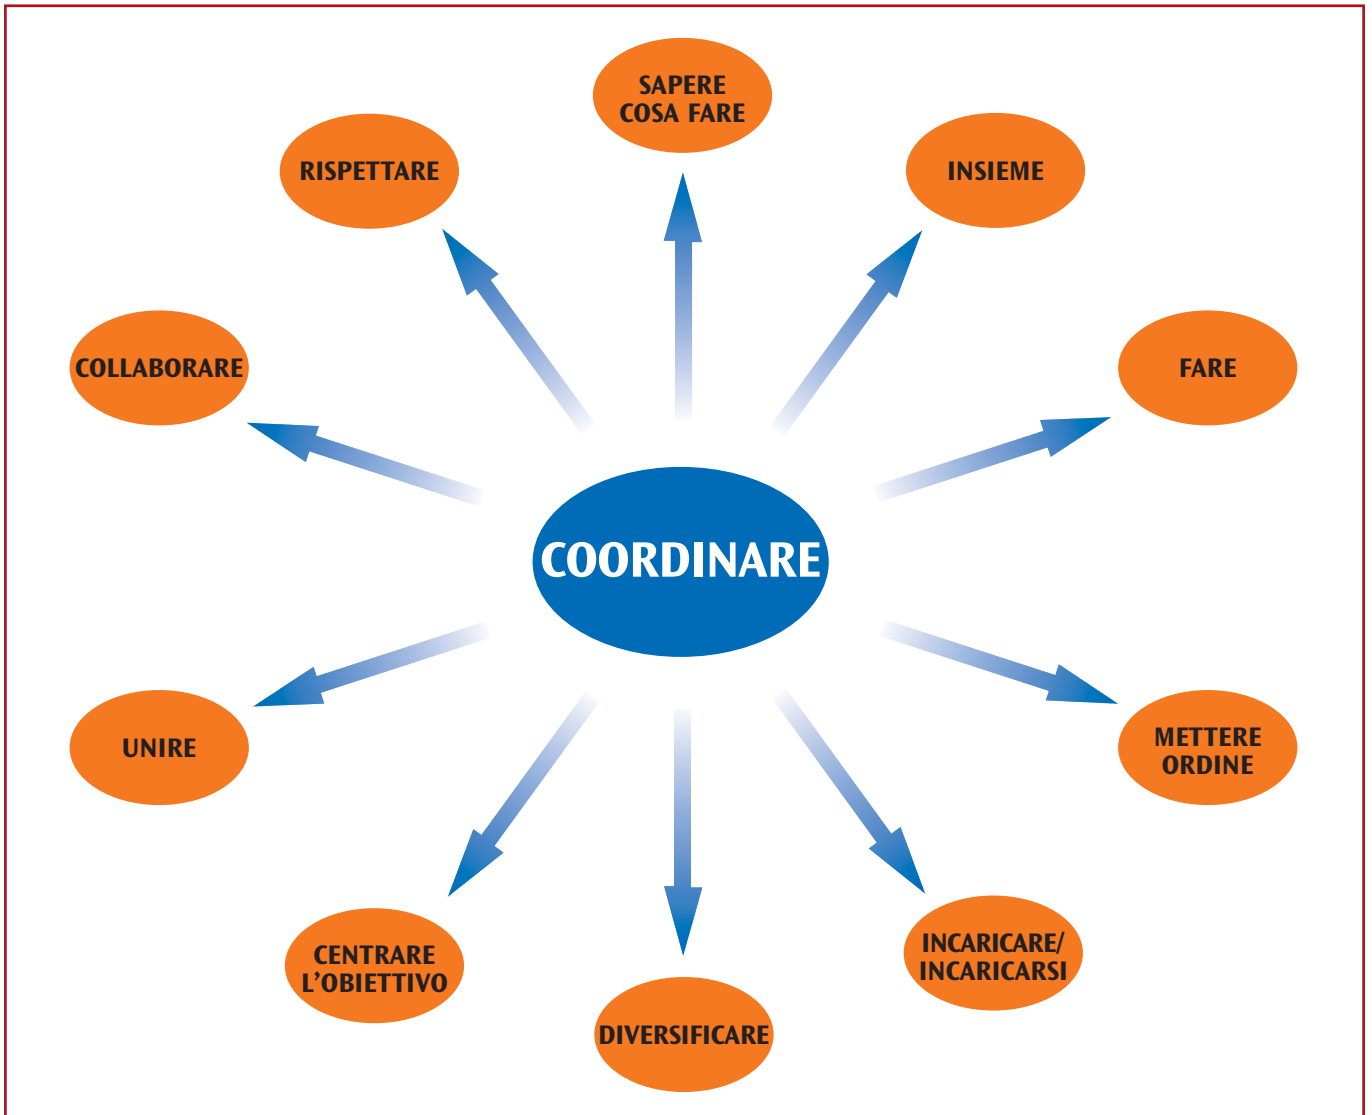 SAPERE
COSA FARE
RISPETTARE
INSIEME
COLLABORARE
FARE
COORDINARE
UNIRE
METTERE
ORDINE
CENTRARE
L'OBIETTIVO
INCARICARE/
INCARICARSI
DIVERSIFICARE